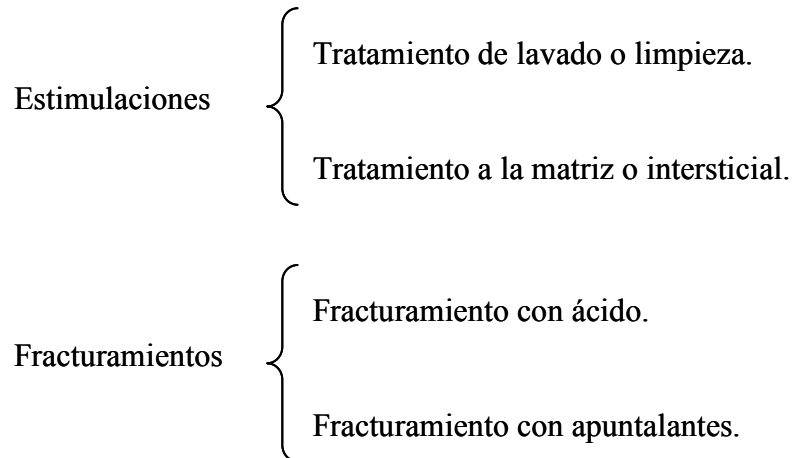 Tratamiento de lavado o limpieza.
Estimulaciones
Tratamiento a la matriz o intersticial.
Fracturamiento con ácido.
Fracturamientos
Fracturamiento con apuntalantes.